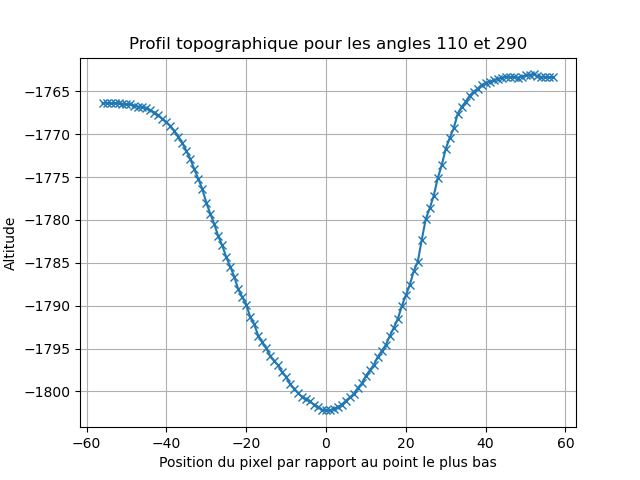 Profil topographique pour les angles 110 et 290
−1765
−1770
−1775
−1780
−1785
−1790
−1795
−1800
Altitude
−60 −40 −20 0 20 40 60
Position du pixel par rapport au point le plus bas